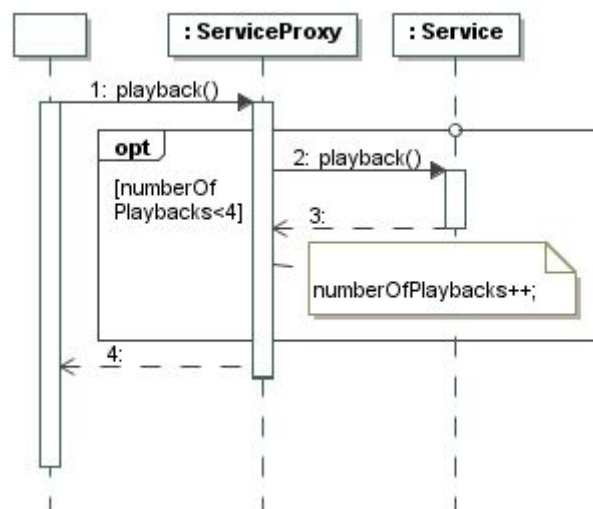 : ServiceProxy
: Service
1: playback()
opt
2: playback()
[numberOf
Playbacks<4]
3:
numberOfPlaybacks++;
4: